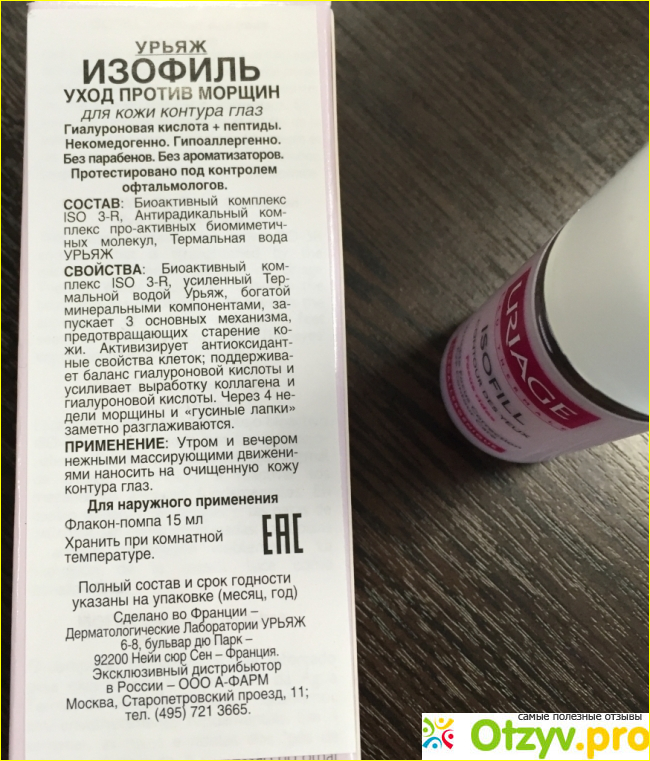 УРЬЯЖ
ИЗОФИЛЬ
УХОД ПРОТИВ МОРЩИН
для кожи контура глаз
Гиалуроновая кислота + пептиды.
Некомедогенно. Гипоаллергенно.
Без парабенов. Без ароматизаторов.
Протестировано под контролем
офтальмологов.
СОСТАВ: Биоактивный комплекс
ISO 3-R, Антирадикальный ком-
плекс про-активных биомиметич-
ных молекул, Термальная вода
УРЬЯЖ
СВОЙСТВА: Биоактивный ком-
плекс ISO 3-R, усиленный Тер-
мальной водой Урьяж, богатой
минеральными компонентами, за-
пускает 3 основных механизма,
предотвращающих старение ко-
жи. Активизирует антиоксидант-
ные свойства клеток; поддержива-
ет баланс гиалуроновой кислоты и
усиливает выработку коллагена и
гиалуроновой кислоты. Через 4 не-
дели морщины и «гусиные лапки»
заметно разглаживаются.
ПРИМЕНЕНИЕ: Утром и вечером
нежными массирующими движени-
ями наносить на очищенную кожу
контура глаз.
Для наружного применения
Флакон-помпа 15 мл
Хранить при комнатной
температуре.
EAC
Полный состав и срок годности
указаны на упаковке (месяц, год)
Сделано во Франции –
Дерматологические Лаборатории УРЬЯЖ
6-8, бульвар дю Парк –
92200 Нейи сюр Сен – Франция.
Эксклюзивный дистрибьютор
в России – ООО А-ФАРМ
Москва, Старопетровский проезд, 11;
тел. (495) 721 3665.
URIAGE
ISOFILL
CONTOUR DES YEUX
самые полезные отзывы
Otzyv.pro